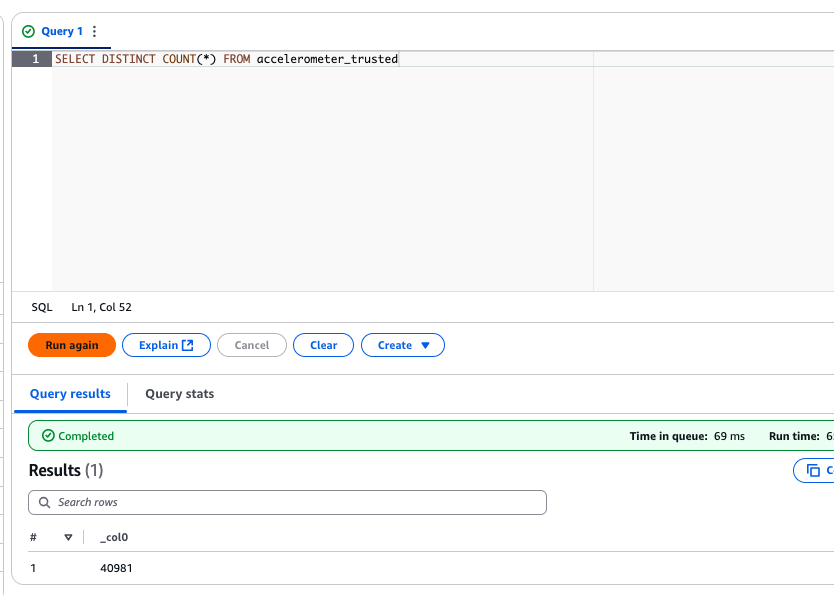 Query 1
1 SELECT DISTINCT COUNT(*) FROM accelerometer_trusted
SQL Ln 1, Col 52
Run again Explain Cancel Clear Create
Query results Query stats
Completed Time in queue: 69 ms Run time:
Results (1)
Search rows
# _col0
1 40981